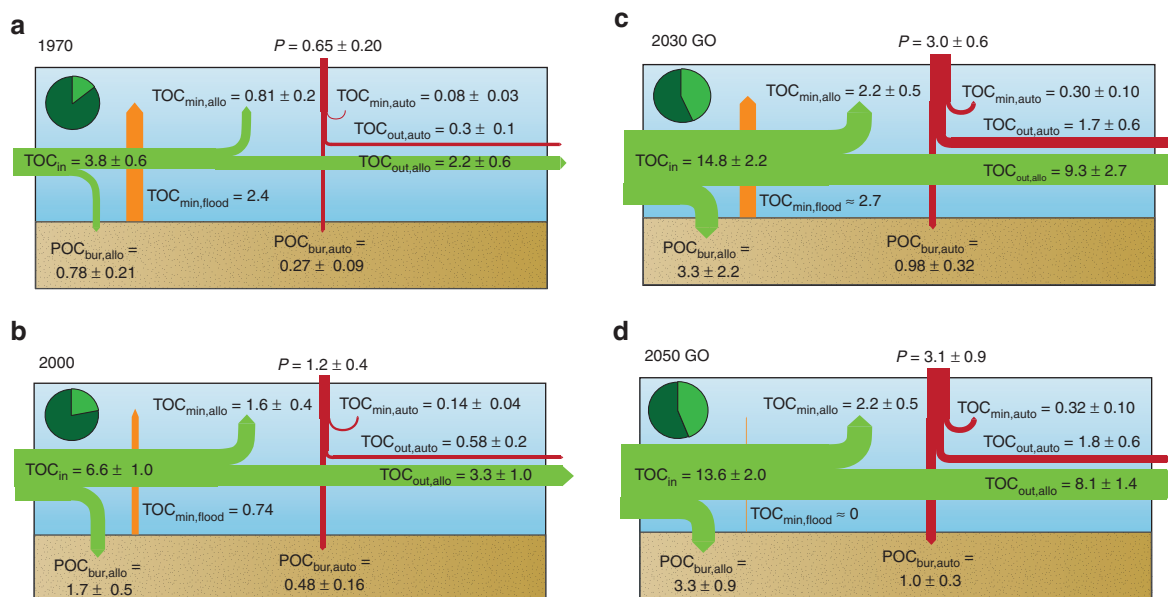 a
1970
P = 0.65 ± 0.20
TOCmin,allo = 0.81 ± 0.2
TOCmin,auto = 0.08 ± 0.03
TOCout,auto = 0.3 ± 0.1
TOCin = 3.8 ± 0.6
TOCout,allo = 2.2 ± 0.6
TOCmin,flood = 2.4
POCbur,allo =
0.78 ± 0.21
POCbur,auto =
0.27 ± 0.09
b
2000
P = 1.2 ± 0.4
TOCmin,allo = 1.6 ± 0.4
TOCmin,auto = 0.14 ± 0.04
TOCout,auto = 0.58 ± 0.2
TOCin = 6.6 ± 1.0
TOCout,allo = 3.3 ± 1.0
TOCmin,flood = 0.74
POCbur,allo =
1.7 ± 0.5
POCbur,auto =
0.48 ± 0.16
c
2030 GO
P = 3.0 ± 0.6
TOCmin,allo = 2.2 ± 0.5
TOCmin,auto = 0.30 ± 0.10
TOCout,auto = 1.7 ± 0.6
TOCin = 14.8 ± 2.2
TOCout,allo = 9.3 ± 2.7
TOCmin,flood ≈ 2.7
POCbur,allo =
3.3 ± 2.2
POCbur,auto =
0.98 ± 0.32
d
2050 GO
P = 3.1 ± 0.9
TOCmin,allo = 2.2 ± 0.5
TOCmin,auto = 0.32 ± 0.10
TOCout,auto = 1.8 ± 0.6
TOCin = 13.6 ± 2.0
TOCout,allo = 8.1 ± 1.4
TOCmin,flood ≈ 0
POCbur,allo =
3.3 ± 0.9
POCbur,auto =
1.0 ± 0.3